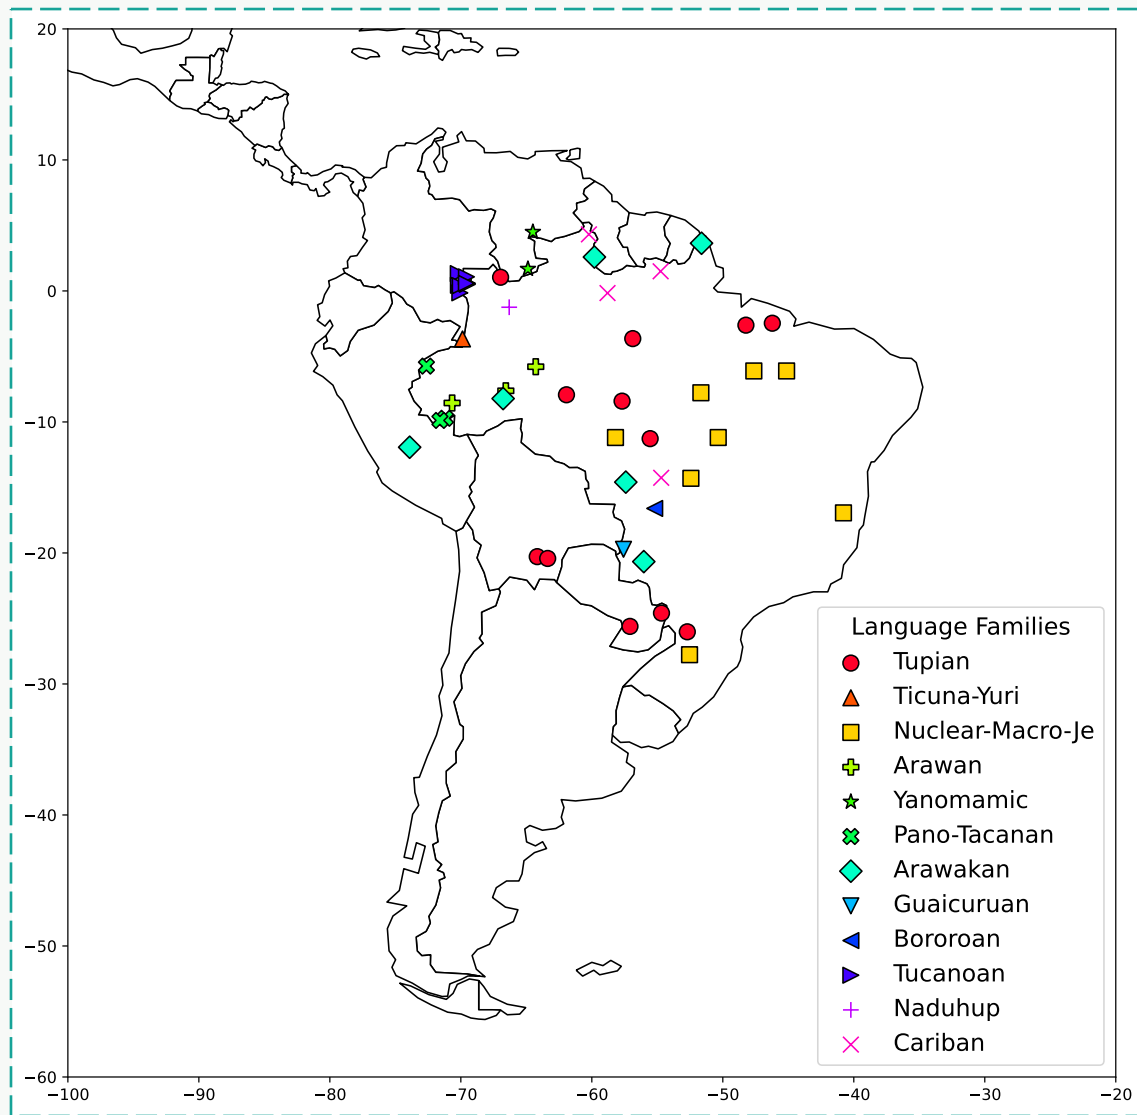 20
10
0
−10
−20
−30
−40
−50
−60
−100
−90
−80
−70
−60
−50
−40
−30
−20
Language Families
Tupian
Ticuna-Yuri
Nuclear-Macro-Je
Arawan
Yanomamic
Pano-Tacanan
Arawakan
Guaicuruan
Bororoan
Tucanoan
Naduhup
Cariban